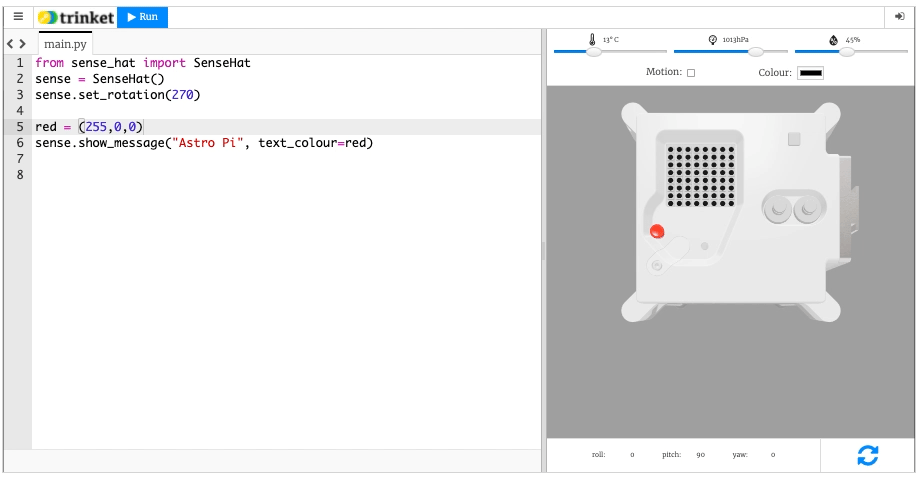 trinket Run
main.py
1 from sense_hat import SenseHat
2 sense = SenseHat()
3 sense.set_rotation(270)
4
5 red = (255,0,0)
6 sense.show_message("Astro Pi", text_colour=red)
7
8
13° C 1013hPa 45%
Motion: Colour:
roll: 0 pitch: 90 yaw: 0